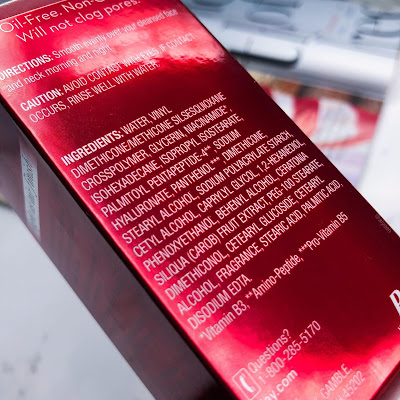 Oil-Free. Non-
Will not clog pores.
DIRECTIONS: Smooth evenly over your cleansed face
and neck morning and night.
CAUTION: AVOID CONTACT WITH EYES. IF CONTACT
OCCURS, RINSE WELL WITH WATER.
INGREDIENTS: WATER, VINYL
DIMETHICONE/METHICONE SILSESQUIOXANE
CROSSPOLYMER, GLYCERIN, NIACINAMIDE*,
ISOHEXADECANE, ISOPROPYL ISOSTEARATE,
PALMITOYL PENTAPEPTIDE-4**, SODIUM
HYALURONATE, PANTHENOL***, DIMETHICONE,
STEARYL ALCOHOL, SODIUM POLYACRYLATE STARCH,
CETYL ALCOHOL, CAPRYLYL GLYCOL, 1,2-HEXANEDIOL,
PHENOXYETHANOL, BEHENYL ALCOHOL, CERATONIA
SILIQUA (CAROB) FRUIT EXTRACT, PEG-100 STEARATE,
DIMETHICONOL, CETEARYL GLUCOSIDE, CETEARYL
ALCOHOL, FRAGRANCE, STEARIC ACID, PALMITIC ACID,
DISODIUM EDTA.
*Vitamin B3, **Amino-Peptide, ***Pro-Vitamin B5
Questions?
1-800-285-5170
ay.com
GAMBLE
45202